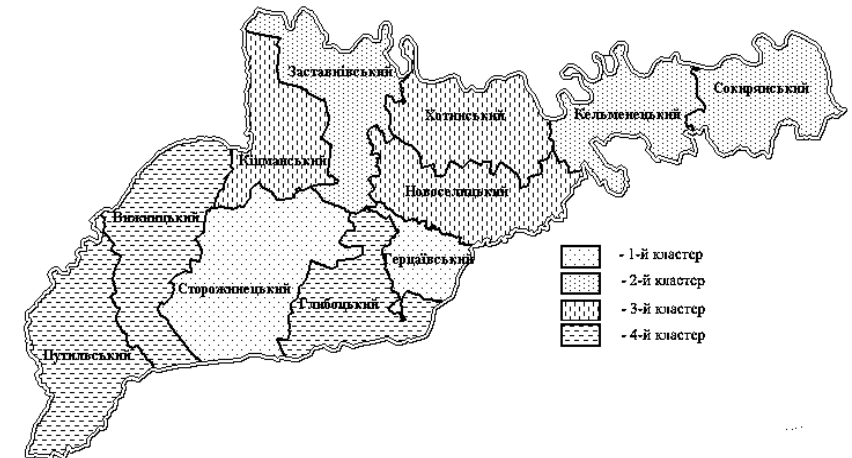 Заставнівський
Сокирянський
Хотинський
Кельменецький
Кіцманський
Новоселицький
Вижницький
Герцаївський
Сторожинецький
Глибоцький
Путильський
- 1-й кластер
- 2-й кластер
- 3-й кластер
- 4-й кластер